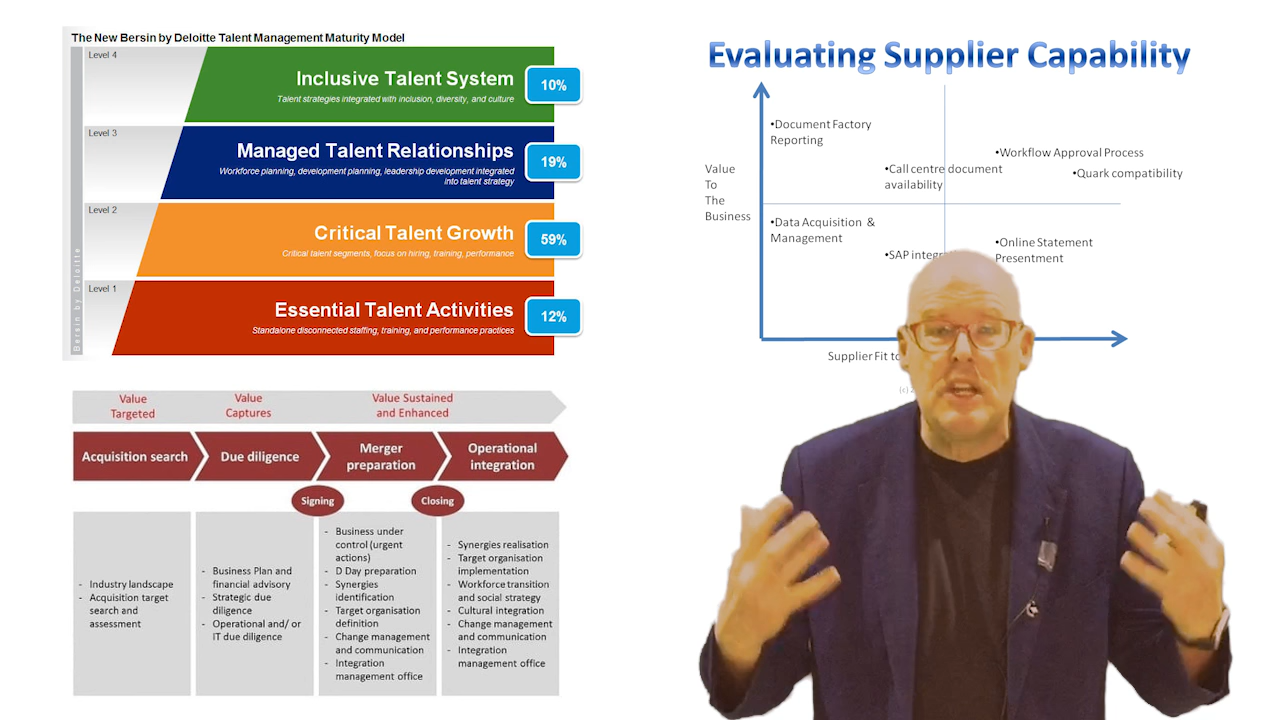 The New Bersin by Deloitte Talent Management Maturity Model
Level 4
Inclusive Talent System
10%
Talent strategies integrated with inclusion, diversity, and culture
Level 3
Managed Talent Relationships
19%
Workforce planning, development planning, leadership development integrated
into talent strategy
Level 2
Critical Talent Growth
59%
Critical talent segments, focus on hiring, training, performance
Level 1
Essential Talent Activities
12%
Standalone disconnected staffing, training, and performance practices
Bersin by Deloitte
Value
Targeted
Value
Captures
Value Sustained
and Enhanced
Acquisition search
Due diligence
Merger
preparation
Operational
integration
Signing
Closing
- Industry landscape
- Acquisition target
search and
assessment
- Business Plan and
financial advisory
- Strategic due
diligence
- Operational and/ or
IT due diligence
- Business under
control (urgent
actions)
- D Day preparation
- Synergies
identification
- Target organisation
definition
- Change management
and communication
- Integration
management office
- Synergies realisation
- Target organisation
implementation
- Workforce transition
and social strategy
- Cultural integration
- Change management
and communication
- Integration
management office
Evaluating Supplier Capability
Value
To
The
Business
•Document Factory
Reporting
•Call centre document
availability
•Workflow Approval Process
•Quark compatibility
•Data Acquisition &
Management
•SAP
•Online Statement
Presentment
Supplier Fit
(c)